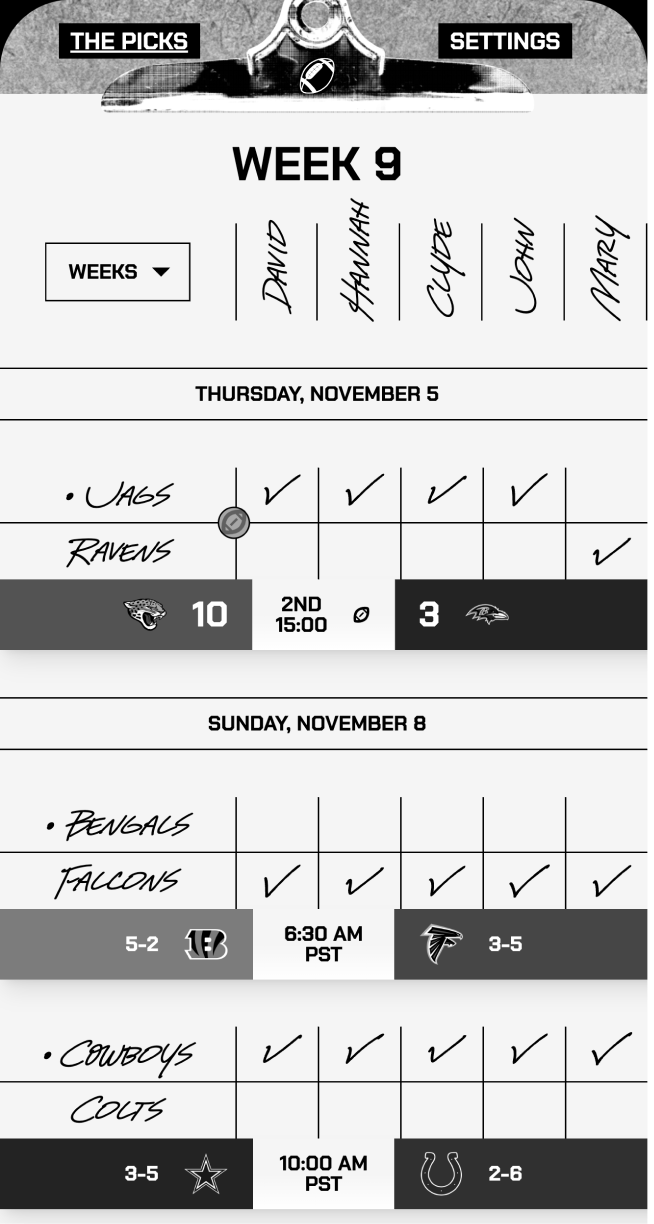 THE PICKS SETTINGS
WEEK 9
WEEKS DAVID HANNAH CLYDE JOHN MARY
THURSDAY, NOVEMBER 5
• JAGS
RAVENS
10 2ND 3
15:00
SUNDAY, NOVEMBER 8
• BENGALS
FALCONS
5-2 6:30 AM 3-5
PST
• COWBOYS
COLTS
3-5 10:00 AM 2-6
PST